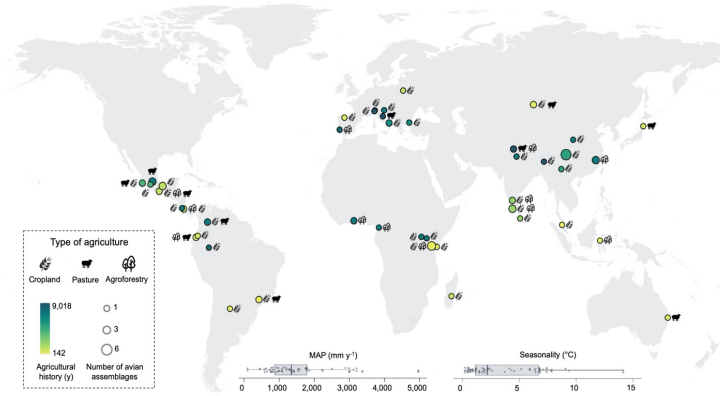 Type of agriculture
Cropland Pasture Agroforestry
9,018
142
Agricultural
history (y)
1
3
6
Number of avian
assemblages
MAP (mm y⁻¹)
0 1,000 2,000 3,000 4,000 5,000
Seasonality (°C)
0 5 10 15